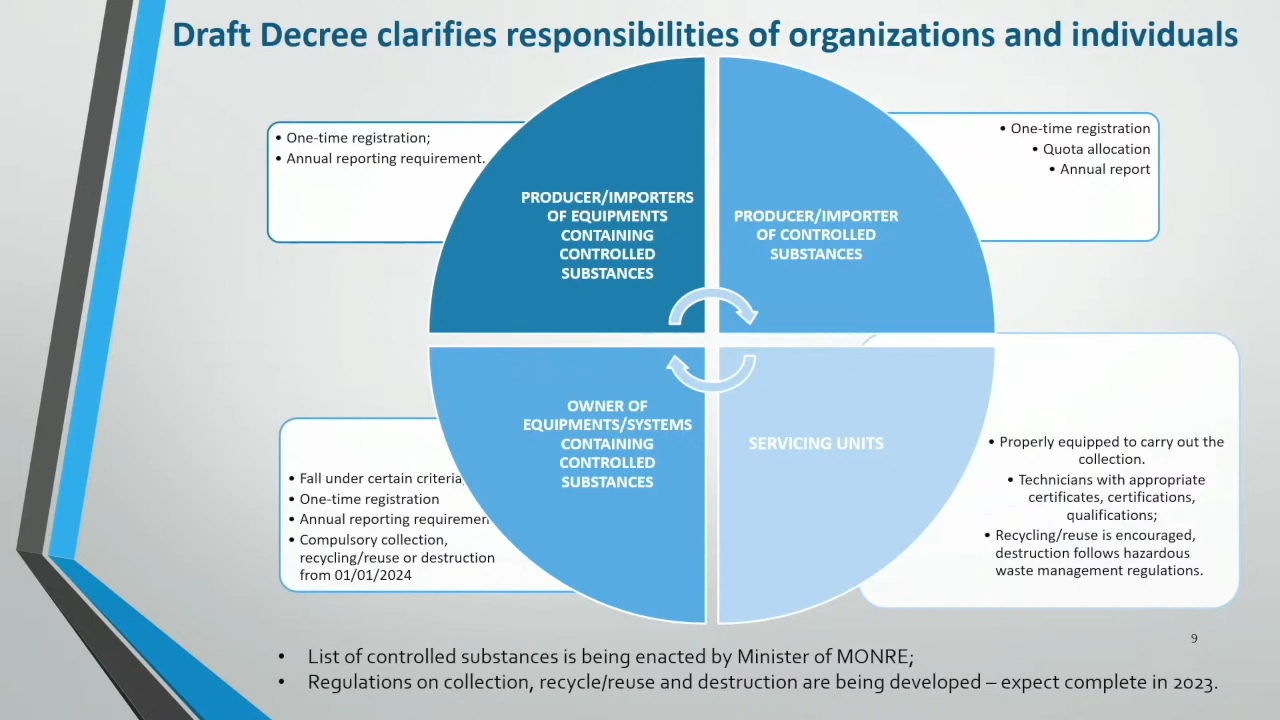 Draft Decree clarifies responsibilities of organizations and individuals
• One-time registration;
• Annual reporting requirement.
PRODUCER/IMPORTERS
OF EQUIPMENTS
CONTAINING
CONTROLLED
SUBSTANCES
• One-time registration
• Quota allocation
• Annual report
PRODUCER/IMPORTER
OF CONTROLLED
SUBSTANCES
• Fall under certain criteria,
• One-time registration
• Annual reporting requiremen
• Compulsory collection,
recycling/reuse or destruction
from 01/01/2024
OWNER OF
EQUIPMENTS/SYSTEMS
CONTAINING
CONTROLLED
SUBSTANCES
SERVICING UNITS
• Properly equipped to carry out the
collection.
• Technicians with appropriate
certificates, certifications,
qualifications;
• Recycling/reuse is encouraged,
destruction follows hazardous
waste management regulations.
9
• List of controlled substances is being enacted by Minister of MONRE;
• Regulations on collection, recycle/reuse and destruction are being developed – expect complete in 2023.